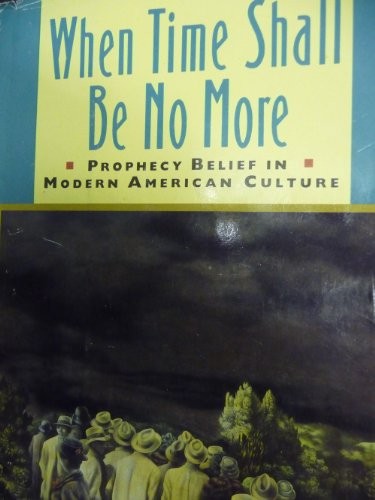 When Time Shall
Be No More
▪ PROPHECY BELIEF IN ▪
MODERN AMERICAN CULTURE